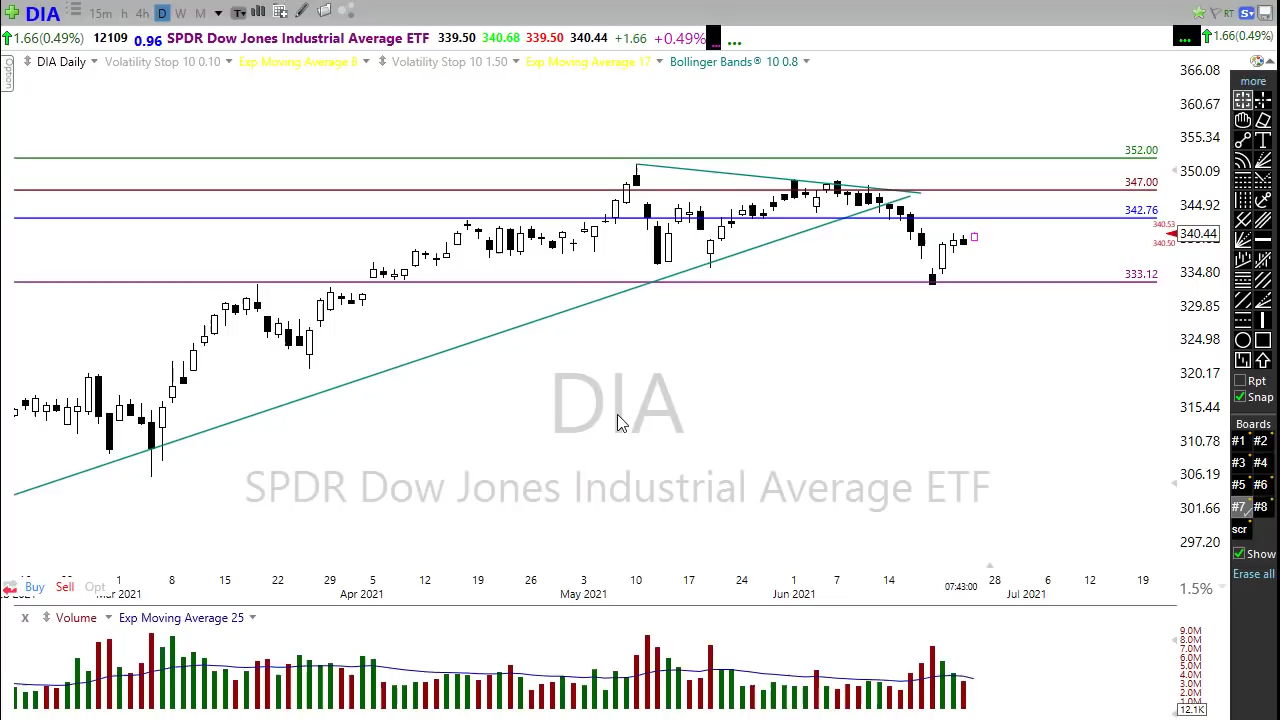 DIA 15m h 4h D W M T RT S
1.66(0.49%) 12109 0.96 SPDR Dow Jones Industrial Average ETF 339.50 340.68 339.50 340.44 +1.66 +0.49% ... ... ... 1.66(0.49%)
Option
DIA Daily Volatility Stop 10 0.10 Exp Moving Average 8 Volatility Stop 10 1.50 Exp Moving Average 17 Bollinger Bands® 10 0.8
366.08
360.67
355.34
352.00
350.09
347.00
344.92
342.76
340.53
340.44
340.50
334.80
333.12
329.85
324.98
320.17
315.44
310.78
306.19
301.66
297.20
DIA
SPDR Dow Jones Industrial Average ETF
more
T
Rpt
Snap
Boards
#1 #2
#3 #4
#5 #6
#7 #8
scr
Show
Erase all
1 8 15 22 29 5 12 19 26 3 10 17 24 1 7 14 28 6 12 19
Buy Sell Opt
Mar 2021 Apr 2021 May 2021 Jun 2021 07:43:00 Jul 2021
1.5%
X Volume Exp Moving Average 25
9.0M
8.0M
7.0M
6.0M
5.0M
4.0M
3.0M
2.0M
1.0M
12.1K